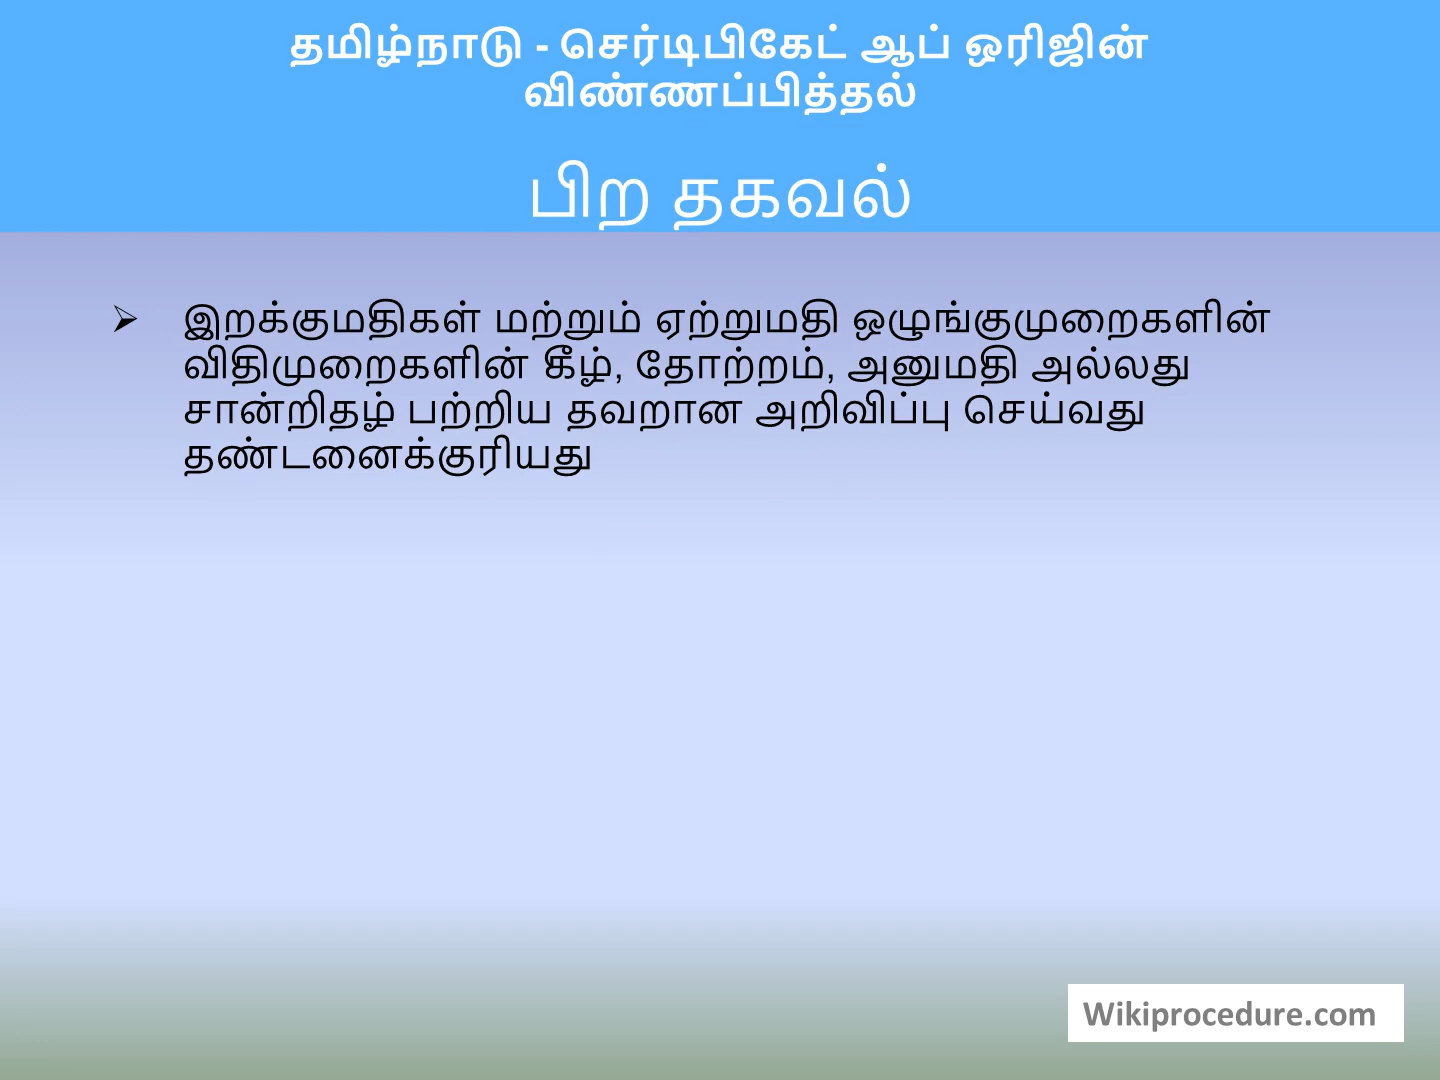 தமிழ்நாடு - செர்டிபிகேட் ஆப் ஒரிஜின்
விண்ணப்பித்தல்
பிற தகவல்
இறக்குமதிகள் மற்றும் ஏற்றுமதி ஒழுங்குமுறைகளின்
விதிமுறைகளின் கீழ், தோற்றம், அனுமதி அல்லது
சான்றிதழ் பற்றிய தவறான அறிவிப்பு செய்வது
தண்டனைக்குரியது
Wikiprocedure.com